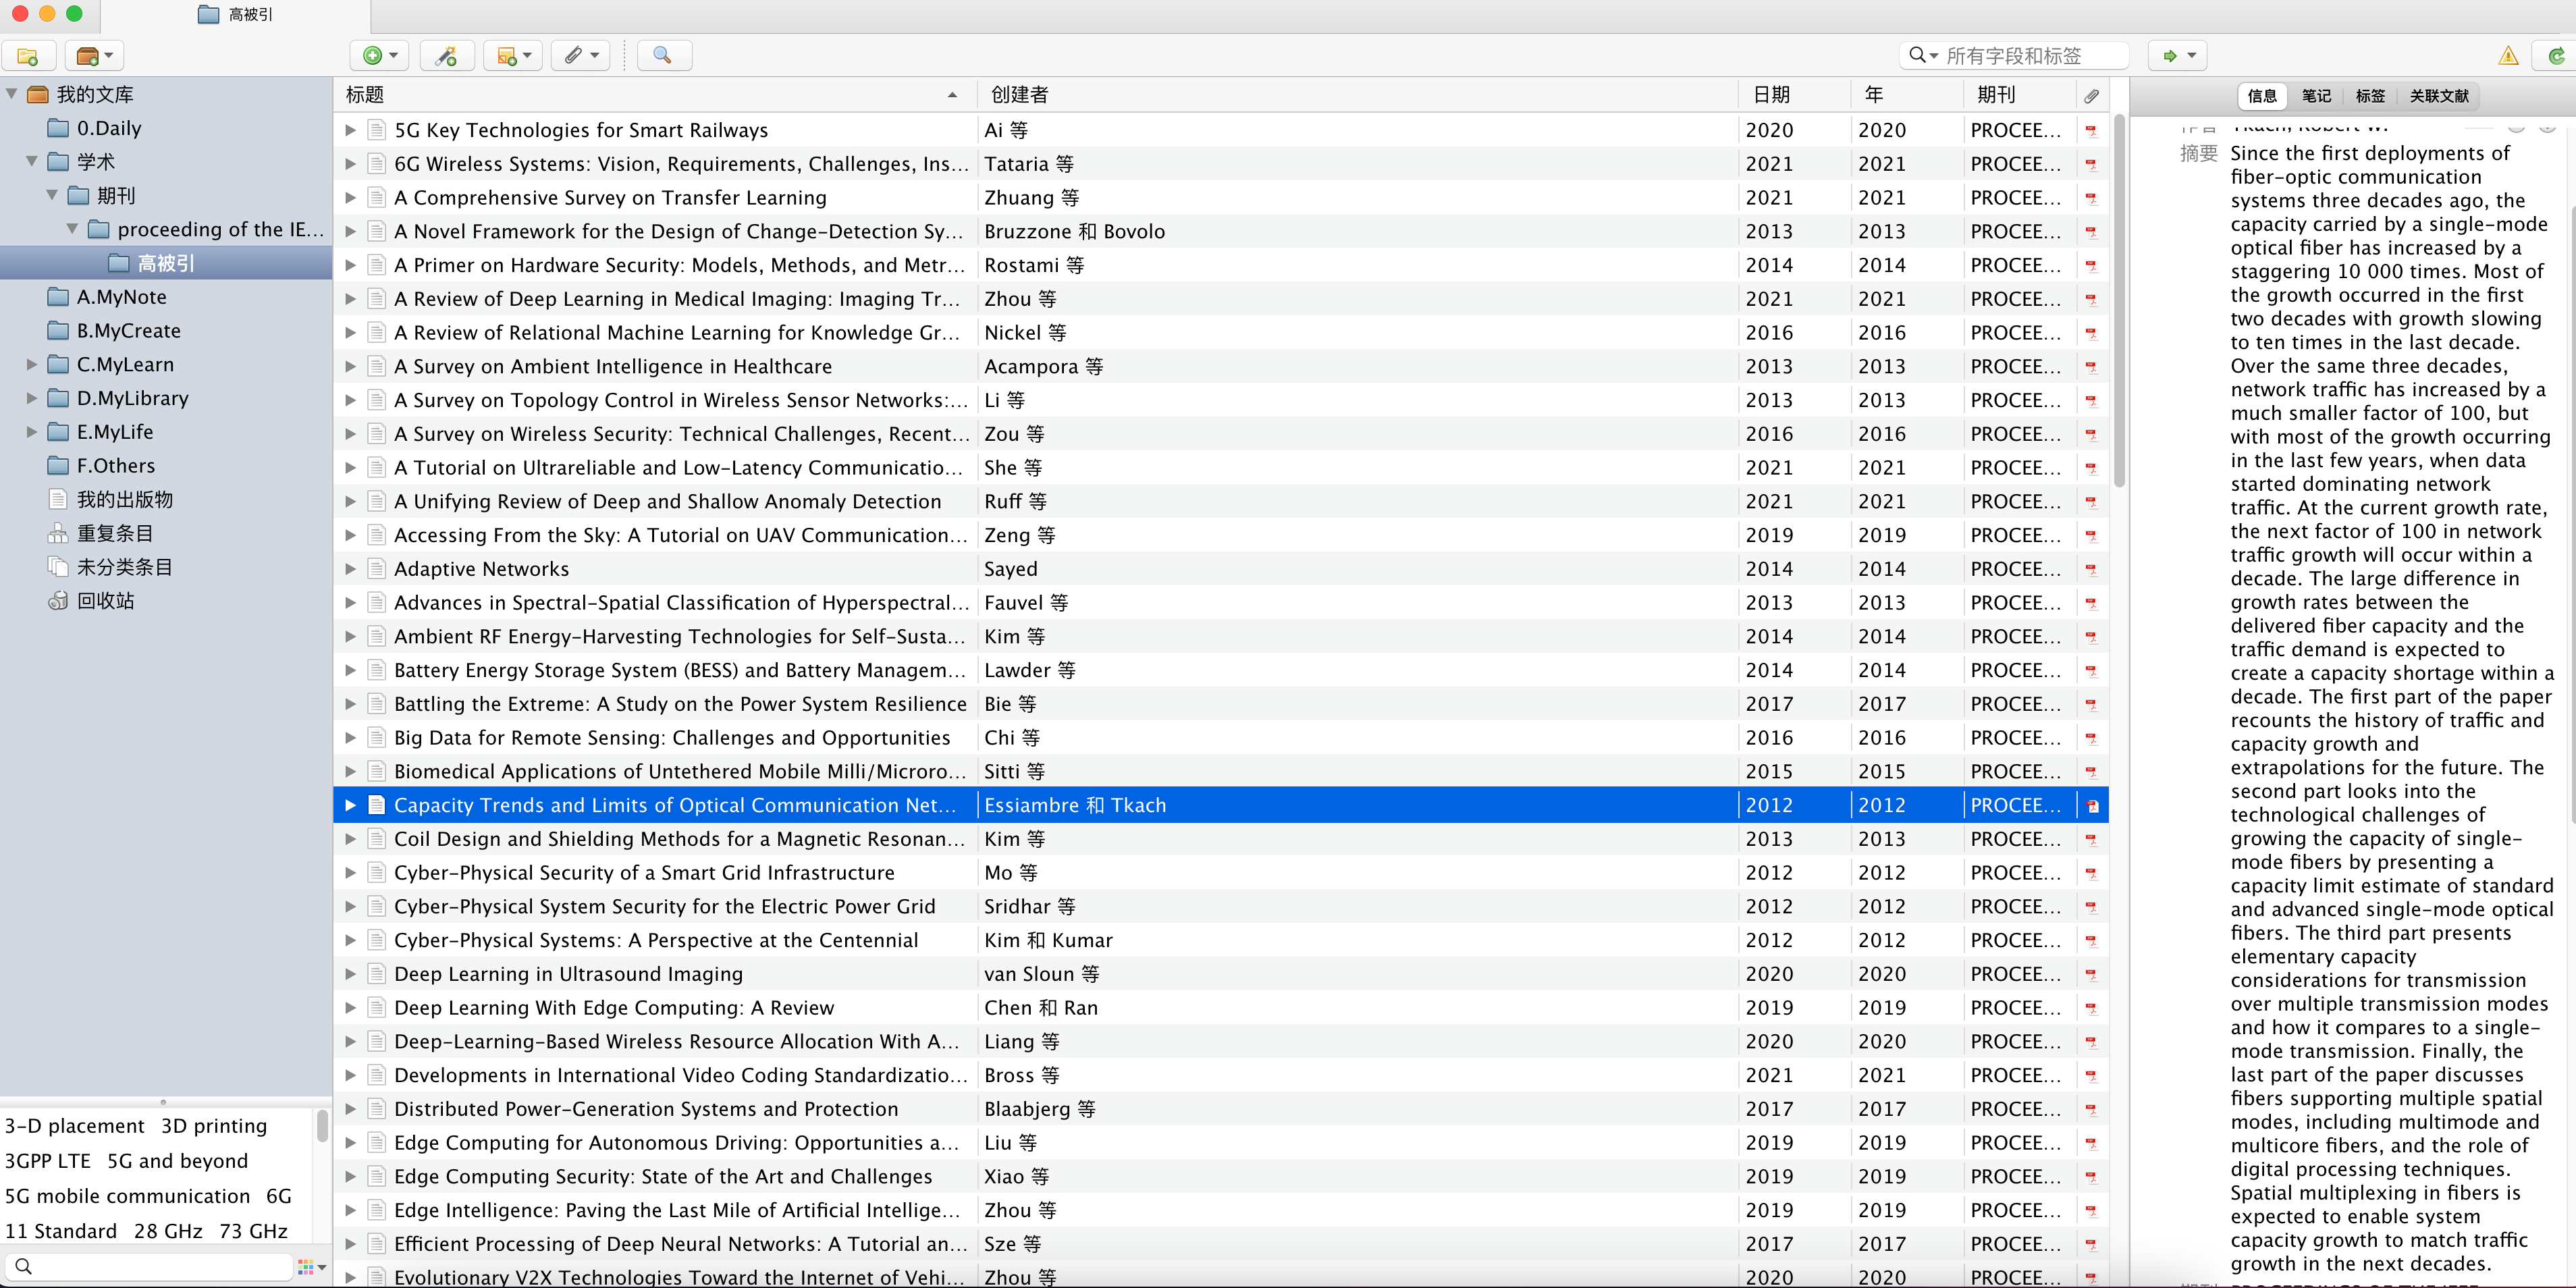 高被引
所有字段和标签
我的文库
0.Daily
学术
期刊
proceeding of the IE...
高被引
A.MyNote
B.MyCreate
C.MyLearn
D.MyLibrary
E.MyLife
F.Others
我的出版物
重复条目
未分类条目
回收站
3-D placement 3D printing
3GPP LTE 5G and beyond
5G mobile communication 6G
11 Standard 28 GHz 73 GHz
标题 创建者 日期 年 期刊
5G Key Technologies for Smart Railways Ai 等 2020 2020 PROCEE...
6G Wireless Systems: Vision, Requirements, Challenges, Ins... Tataria 等 2021 2021 PROCEE...
A Comprehensive Survey on Transfer Learning Zhuang 等 2021 2021 PROCEE...
A Novel Framework for the Design of Change-Detection Sy... Bruzzone 和 Bovolo 2013 2013 PROCEE...
A Primer on Hardware Security: Models, Methods, and Metr... Rostami 等 2014 2014 PROCEE...
A Review of Deep Learning in Medical Imaging: Imaging Tr... Zhou 等 2021 2021 PROCEE...
A Review of Relational Machine Learning for Knowledge Gr... Nickel 等 2016 2016 PROCEE...
A Survey on Ambient Intelligence in Healthcare Acampora 等 2013 2013 PROCEE...
A Survey on Topology Control in Wireless Sensor Networks:... Li 等 2013 2013 PROCEE...
A Survey on Wireless Security: Technical Challenges, Recent... Zou 等 2016 2016 PROCEE...
A Tutorial on Ultrareliable and Low-Latency Communicatio... She 等 2021 2021 PROCEE...
A Unifying Review of Deep and Shallow Anomaly Detection Ruff 等 2021 2021 PROCEE...
Accessing From the Sky: A Tutorial on UAV Communication... Zeng 等 2019 2019 PROCEE...
Adaptive Networks Sayed 2014 2014 PROCEE...
Advances in Spectral-Spatial Classification of Hyperspectral... Fauvel 等 2013 2013 PROCEE...
Ambient RF Energy-Harvesting Technologies for Self-Susta... Kim 等 2014 2014 PROCEE...
Battery Energy Storage System (BESS) and Battery Managem... Lawder 等 2014 2014 PROCEE...
Battling the Extreme: A Study on the Power System Resilience Bie 等 2017 2017 PROCEE...
Big Data for Remote Sensing: Challenges and Opportunities Chi 等 2016 2016 PROCEE...
Biomedical Applications of Untethered Mobile Milli/Microro... Sitti 等 2015 2015 PROCEE...
Capacity Trends and Limits of Optical Communication Net... Essiambre 和 Tkach 2012 2012 PROCEE...
Coil Design and Shielding Methods for a Magnetic Resonan... Kim 等 2013 2013 PROCEE...
Cyber-Physical Security of a Smart Grid Infrastructure Mo 等 2012 2012 PROCEE...
Cyber-Physical System Security for the Electric Power Grid Sridhar 等 2012 2012 PROCEE...
Cyber-Physical Systems: A Perspective at the Centennial Kim 和 Kumar 2012 2012 PROCEE...
Deep Learning in Ultrasound Imaging van Sloun 等 2020 2020 PROCEE...
Deep Learning With Edge Computing: A Review Chen 和 Ran 2019 2019 PROCEE...
Deep-Learning-Based Wireless Resource Allocation With A... Liang 等 2020 2020 PROCEE...
Developments in International Video Coding Standardizatio... Bross 等 2021 2021 PROCEE...
Distributed Power-Generation Systems and Protection Blaabjerg 等 2017 2017 PROCEE...
Edge Computing for Autonomous Driving: Opportunities a... Liu 等 2019 2019 PROCEE...
Edge Computing Security: State of the Art and Challenges Xiao 等 2019 2019 PROCEE...
Edge Intelligence: Paving the Last Mile of Artificial Intellige... Zhou 等 2019 2019 PROCEE...
Efficient Processing of Deep Neural Networks: A Tutorial an... Sze 等 2017 2017 PROCEE...
Evolutionary V2X Technologies Toward the Internet of Vehi... Zhou 等 2020 2020 PROCEE...
信息 笔记 标签 关联文献
作者 Tkach, Robert W.
摘要 Since the first deployments of
fiber-optic communication
systems three decades ago, the
capacity carried by a single-mode
optical fiber has increased by a
staggering 10 000 times. Most of
the growth occurred in the first
two decades with growth slowing
to ten times in the last decade.
Over the same three decades,
network traffic has increased by a
much smaller factor of 100, but
with most of the growth occurring
in the last few years, when data
started dominating network
traffic. At the current growth rate,
the next factor of 100 in network
traffic growth will occur within a
decade. The large difference in
growth rates between the
delivered fiber capacity and the
traffic demand is expected to
create a capacity shortage within a
decade. The first part of the paper
recounts the history of traffic and
capacity growth and
extrapolations for the future. The
second part looks into the
technological challenges of
growing the capacity of single-
mode fibers by presenting a
capacity limit estimate of standard
and advanced single-mode optical
fibers. The third part presents
elementary capacity
considerations for transmission
over multiple transmission modes
and how it compares to a single-
mode transmission. Finally, the
last part of the paper discusses
fibers supporting multiple spatial
modes, including multimode and
multicore fibers, and the role of
digital processing techniques.
Spatial multiplexing in fibers is
expected to enable system
capacity growth to match traffic
growth in the next decades.